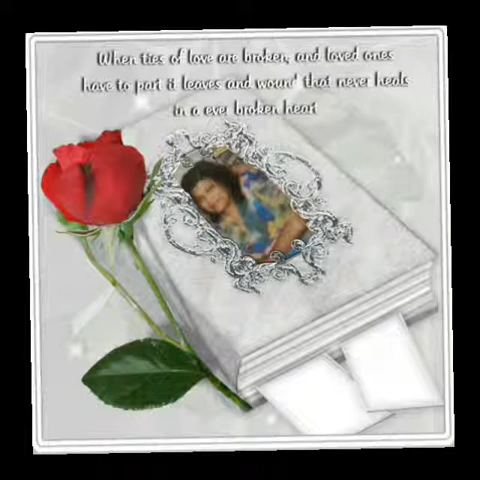 When ties of love are broken, and loved ones
have to part it leaves and wound that never heals
in a ever broken heart